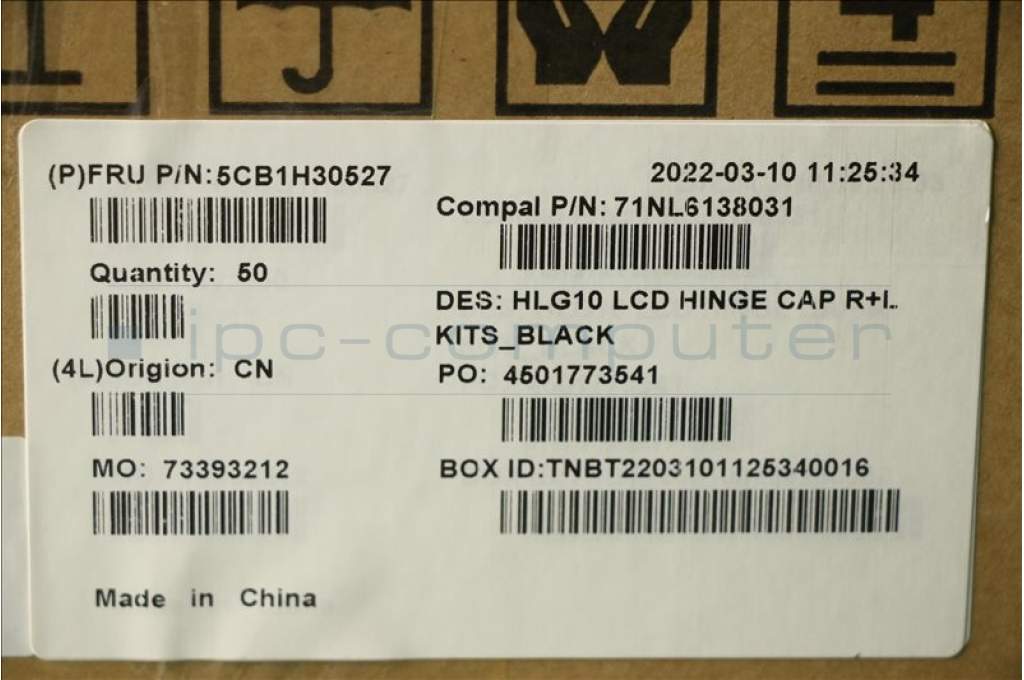 (P)FRU P/N:5CB1H30527
2022-03-10 11:25:34
Compal P/N: 71NL6138031
Quantity: 50
DES: HLG10 LCD HINGE CAP R+L
KITS_BLACK
ipc-computer
(4L)Origion: CN
PO: 4501773541
MO: 73393212
BOX ID:TNBT2203101125340016
Made in China